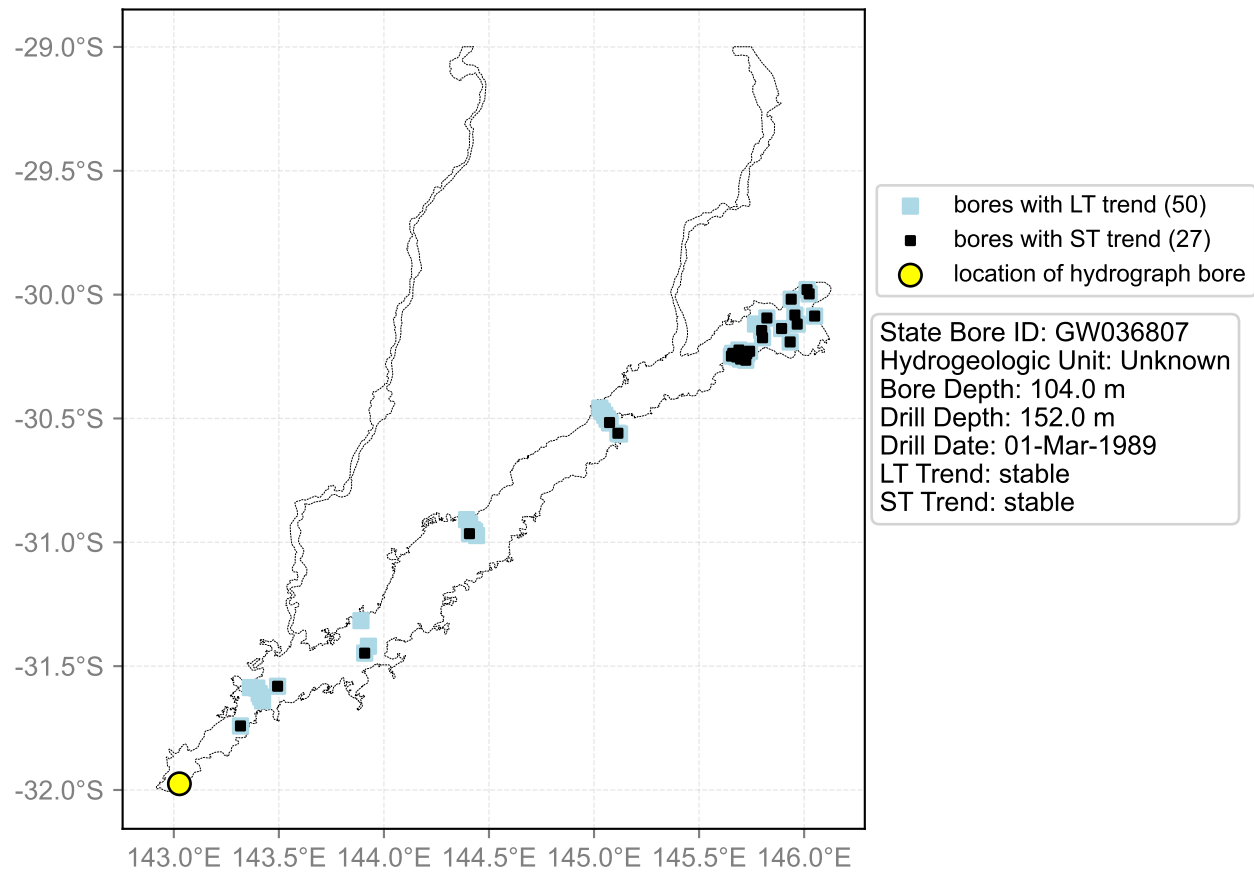 -29.0°S
-29.5°S
-30.0°S
-30.5°S
-31.0°S
-31.5°S
-32.0°S
143.0°E 143.5°E 144.0°E 144.5°E 145.0°E 145.5°E 146.0°E
bores with LT trend (50)
bores with ST trend (27)
location of hydrograph bore
State Bore ID: GW036807
Hydrogeologic Unit: Unknown
Bore Depth: 104.0 m
Drill Depth: 152.0 m
Drill Date: 01-Mar-1989
LT Trend: stable
ST Trend: stable